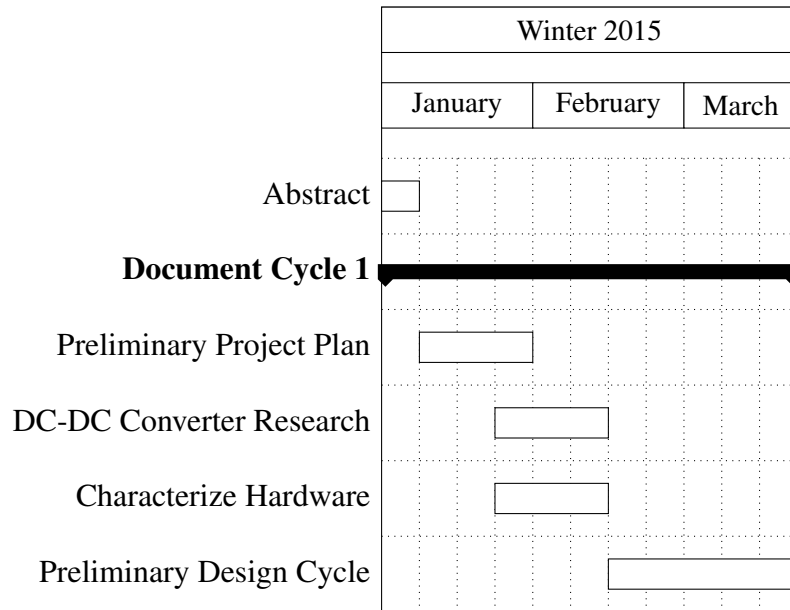 Winter 2015
January February March
Abstract
Document Cycle 1
Preliminary Project Plan
DC-DC Converter Research
Characterize Hardware
Preliminary Design Cycle